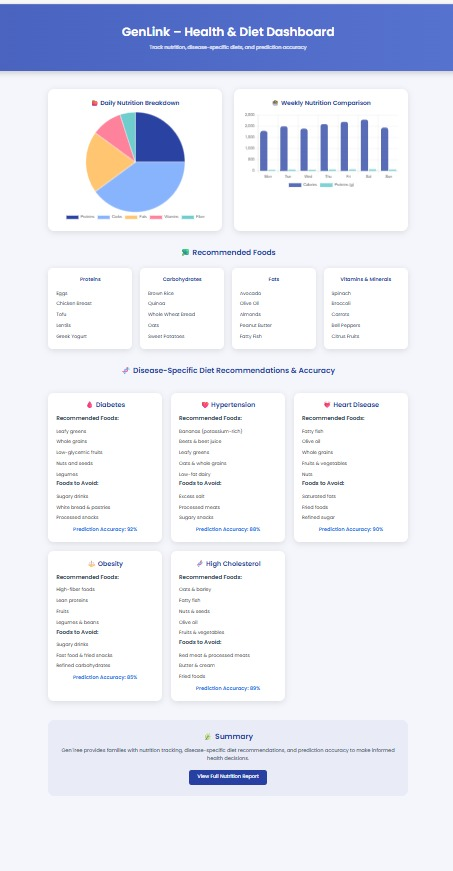 GenLink – Health & Diet Dashboard
Track nutrition, disease-specific diets, and prediction accuracy
Daily Nutrition Breakdown
Proteins Carbs Fats Vitamins Fiber
Weekly Nutrition Comparison
2,500
2,000
1,500
1,000
500
0
Mon Tue Wed Thu Fri Sat Sun
Calories Proteins (g)
Recommended Foods
Proteins
Eggs
Chicken Breast
Tofu
Lentils
Greek Yogurt
Carbohydrates
Brown Rice
Quinoa
Whole Wheat Bread
Oats
Sweet Potatoes
Fats
Avocado
Olive Oil
Almonds
Peanut Butter
Fatty Fish
Vitamins & Minerals
Spinach
Broccoli
Carrots
Bell Peppers
Citrus Fruits
Disease-Specific Diet Recommendations & Accuracy
Diabetes
Recommended Foods:
Leafy greens
Whole grains
Low-glycemic fruits
Nuts and seeds
Legumes
Foods to Avoid:
Sugary drinks
White bread & pastries
Processed snacks
Prediction Accuracy: 92%
Hypertension
Recommended Foods:
Bananas (potassium-rich)
Beets & beet juice
Leafy greens
Oats & whole grains
Low-fat dairy
Foods to Avoid:
Excess salt
Processed meats
Sugary snacks
Prediction Accuracy: 88%
Heart Disease
Recommended Foods:
Fatty fish
Olive oil
Whole grains
Fruits & vegetables
Nuts
Foods to Avoid:
Saturated fats
Fried foods
Refined sugar
Prediction Accuracy: 90%
Obesity
Recommended Foods:
High-fiber foods
Lean proteins
Fruits
Legumes & beans
Foods to Avoid:
Sugary drinks
Fast food & fried snacks
Refined carbohydrates
Prediction Accuracy: 85%
High Cholesterol
Recommended Foods:
Oats & barley
Fatty fish
Nuts & seeds
Olive oil
Fruits & vegetables
Foods to Avoid:
Red meat & processed meats
Butter & cream
Fried foods
Prediction Accuracy: 89%
Summary
GenTree provides families with nutrition tracking, disease-specific diet recommendations, and prediction accuracy to make informed
health decisions.
View Full Nutrition Report